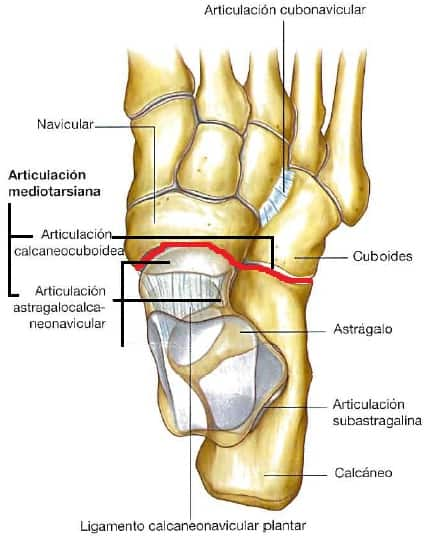 Articulación cubonavicular
Navicular
Articulación
mediotarsiana
Articulación
calcaneocuboidea
Cuboides
Articulación
astragalocalca-
neonavicular
Astrágalo
Articulación
subastragalina
Calcáneo
Ligamento calcaneonavicular plantar